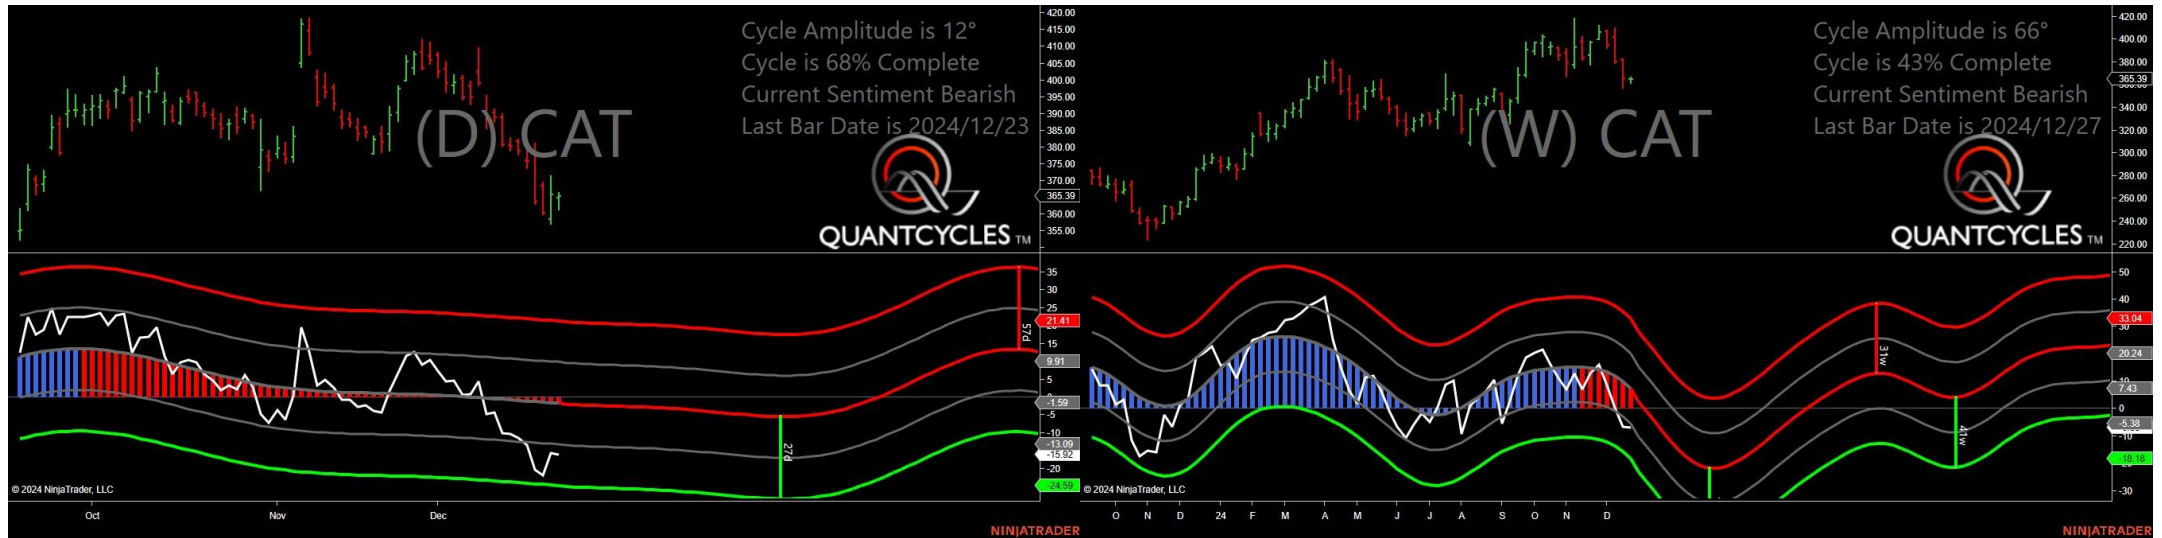 Cycle Amplitude is 12°
Cycle is 68% Complete
Current Sentiment Bearish
Last Bar Date is 2024/12/23
(D) CAT
QUANTCYCLES TM
420.00
415.00
410.00
405.00
400.00
395.00
390.00
385.00
380.00
375.00
370.00
365.39
360.00
355.00
35
30
25
21.41
15
9.91
5
-1.59
-5
-10
-13.09
-15.92
-20
-24.59
57d
27d
© 2024 NinjaTrader, LLC
Oct Nov Dec
NINJATRADER
Cycle Amplitude is 66°
Cycle is 43% Complete
Current Sentiment Bearish
Last Bar Date is 2024/12/27
(W) CAT
QUANTCYCLES TM
420.00
400.00
380.00
365.39
340.00
320.00
300.00
280.00
260.00
240.00
220.00
50
40
33.04
30
20.24
7.43
0
-5.38
-10
-18.18
-30
31w
41w
© 2024 NinjaTrader, LLC
O N D 24 F M A M J J A S O N D
NINJATRADER